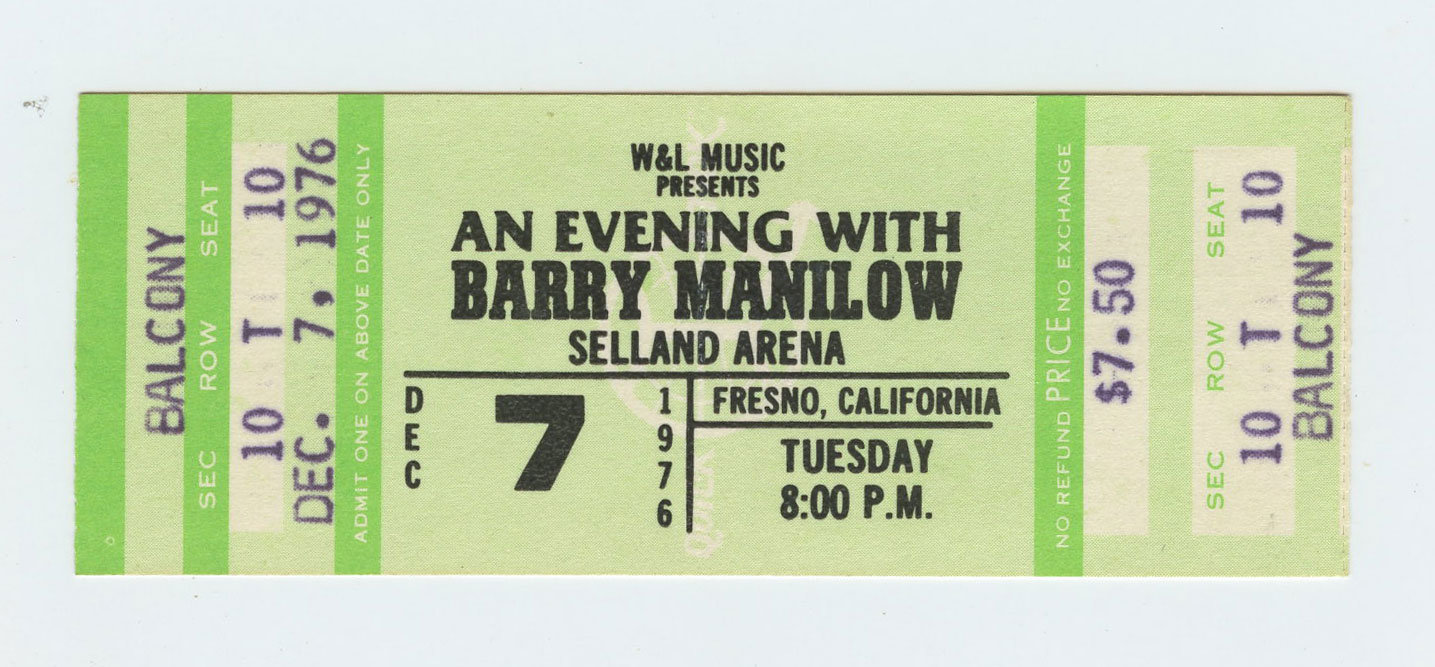 BALCONY
SEC ROW SEAT
10 T 10
DEC. 7, 1976
ADMIT ONE ON ABOVE DATE ONLY
W&L MUSIC
PRESENTS
AN EVENING WITH
BARRY MANILOW
SELLAND ARENA
DEC 7 1976
FRESNO, CALIFORNIA
TUESDAY
8:00 P.M.
NO REFUND PRICE NO EXCHANGE
$7.50
SEC ROW SEAT
10 T 10
BALCONY